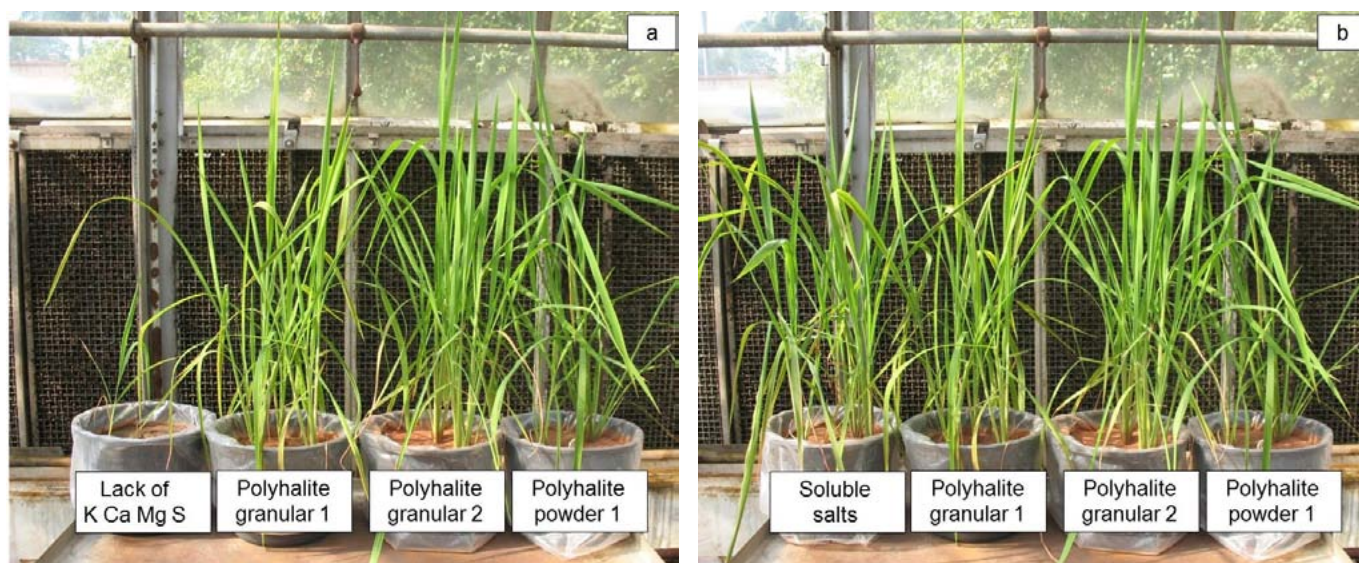 a
Lack of
K Ca Mg S
Polyhalite
granular 1
Polyhalite
granular 2
Polyhalite
powder 1
b
Soluble
salts
Polyhalite
granular 1
Polyhalite
granular 2
Polyhalite
powder 1